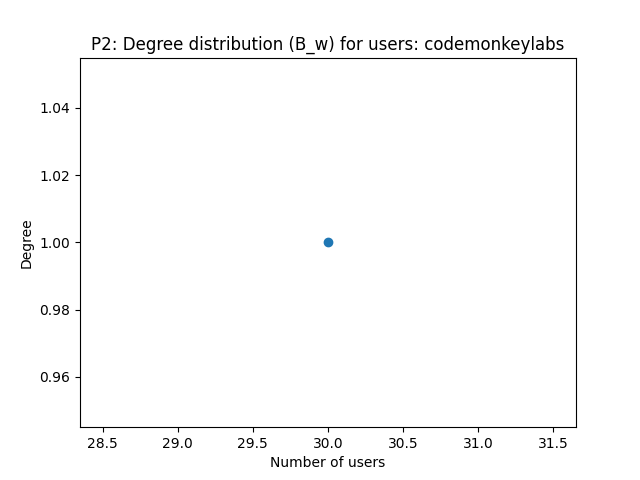 P2: Degree distribution (B_w) for users: codemonkeylabs
1.04
1.02
1.00
0.98
0.96
Degree
28.5 29.0 29.5 30.0 30.5 31.0 31.5
Number of users